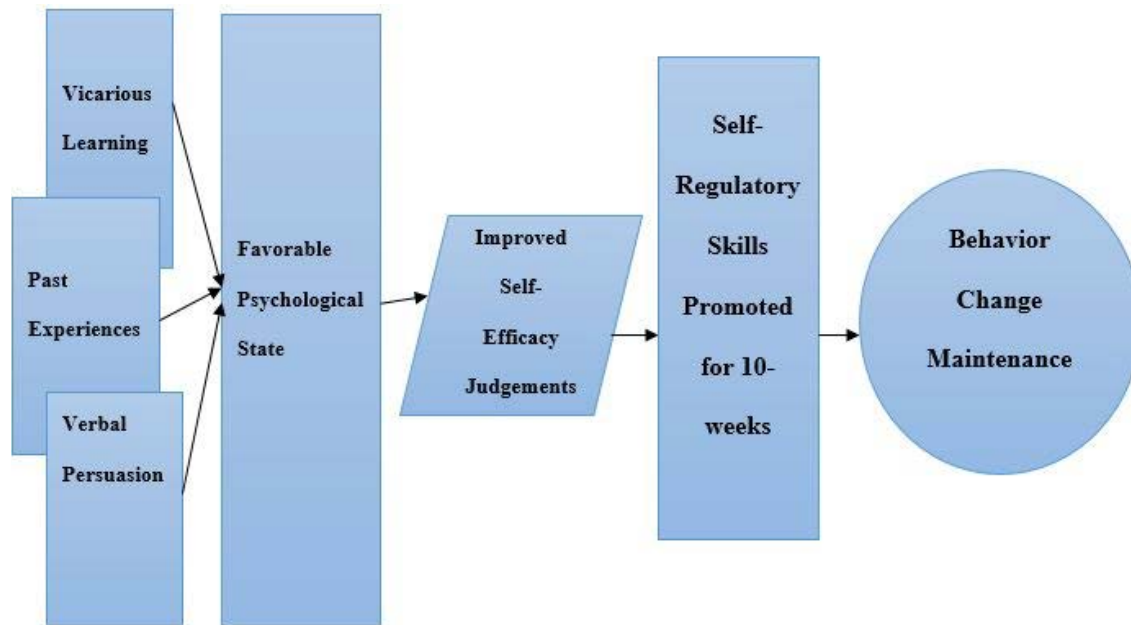 Vicarious
Learning
Past
Experiences
Verbal
Persuasion
Favorable
Psychological
State
Improved
Self-
Efficacy
Judgements
Self-
Regulatory
Skills
Promoted
for 10-
weeks
Behavior
Change
Maintenance